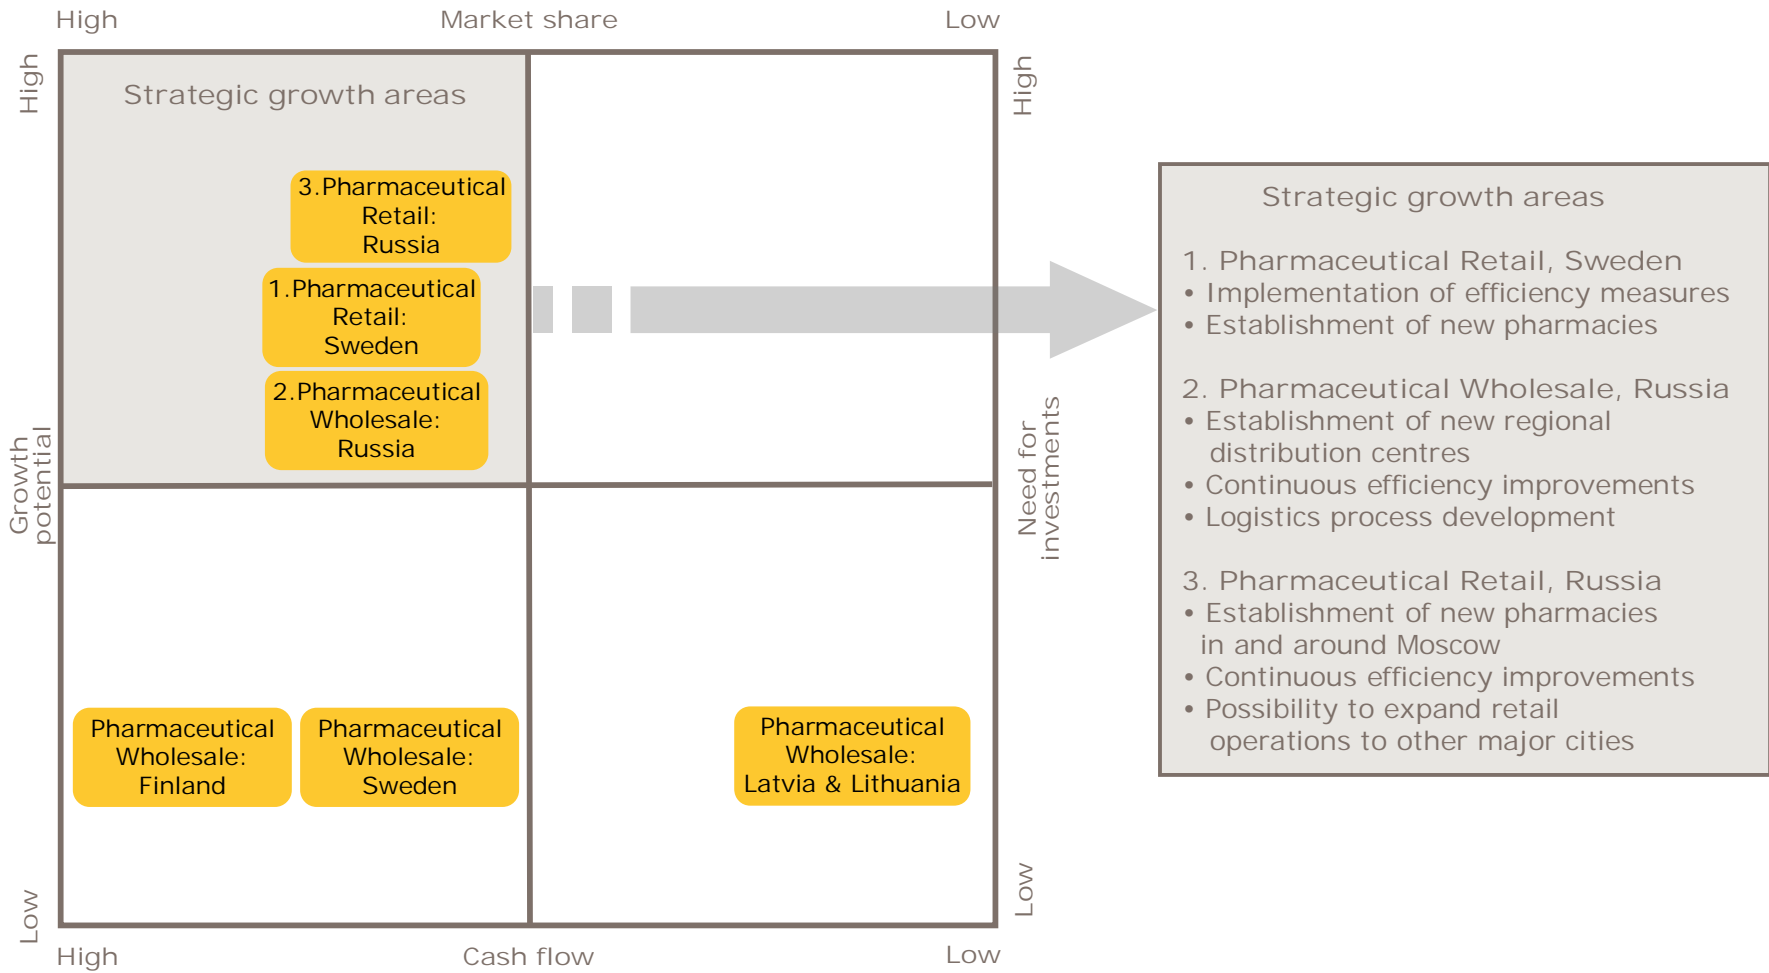 High
Market share
Low
High
High
Strategic growth areas
3.Pharmaceutical
Retail:
Russia
1.Pharmaceutical
Retail:
Sweden
2.Pharmaceutical
Wholesale:
Russia
Growth
potential
Need for
investments
Pharmaceutical
Wholesale:
Finland
Pharmaceutical
Wholesale:
Sweden
Pharmaceutical
Wholesale:
Latvia & Lithuania
Low
Low
High
Cash flow
Low
Strategic growth areas
1. Pharmaceutical Retail, Sweden
• Implementation of efficiency measures
• Establishment of new pharmacies
2. Pharmaceutical Wholesale, Russia
• Establishment of new regional
distribution centres
• Continuous efficiency improvements
• Logistics process development
3. Pharmaceutical Retail, Russia
• Establishment of new pharmacies
in and around Moscow
• Continuous efficiency improvements
• Possibility to expand retail
operations to other major cities